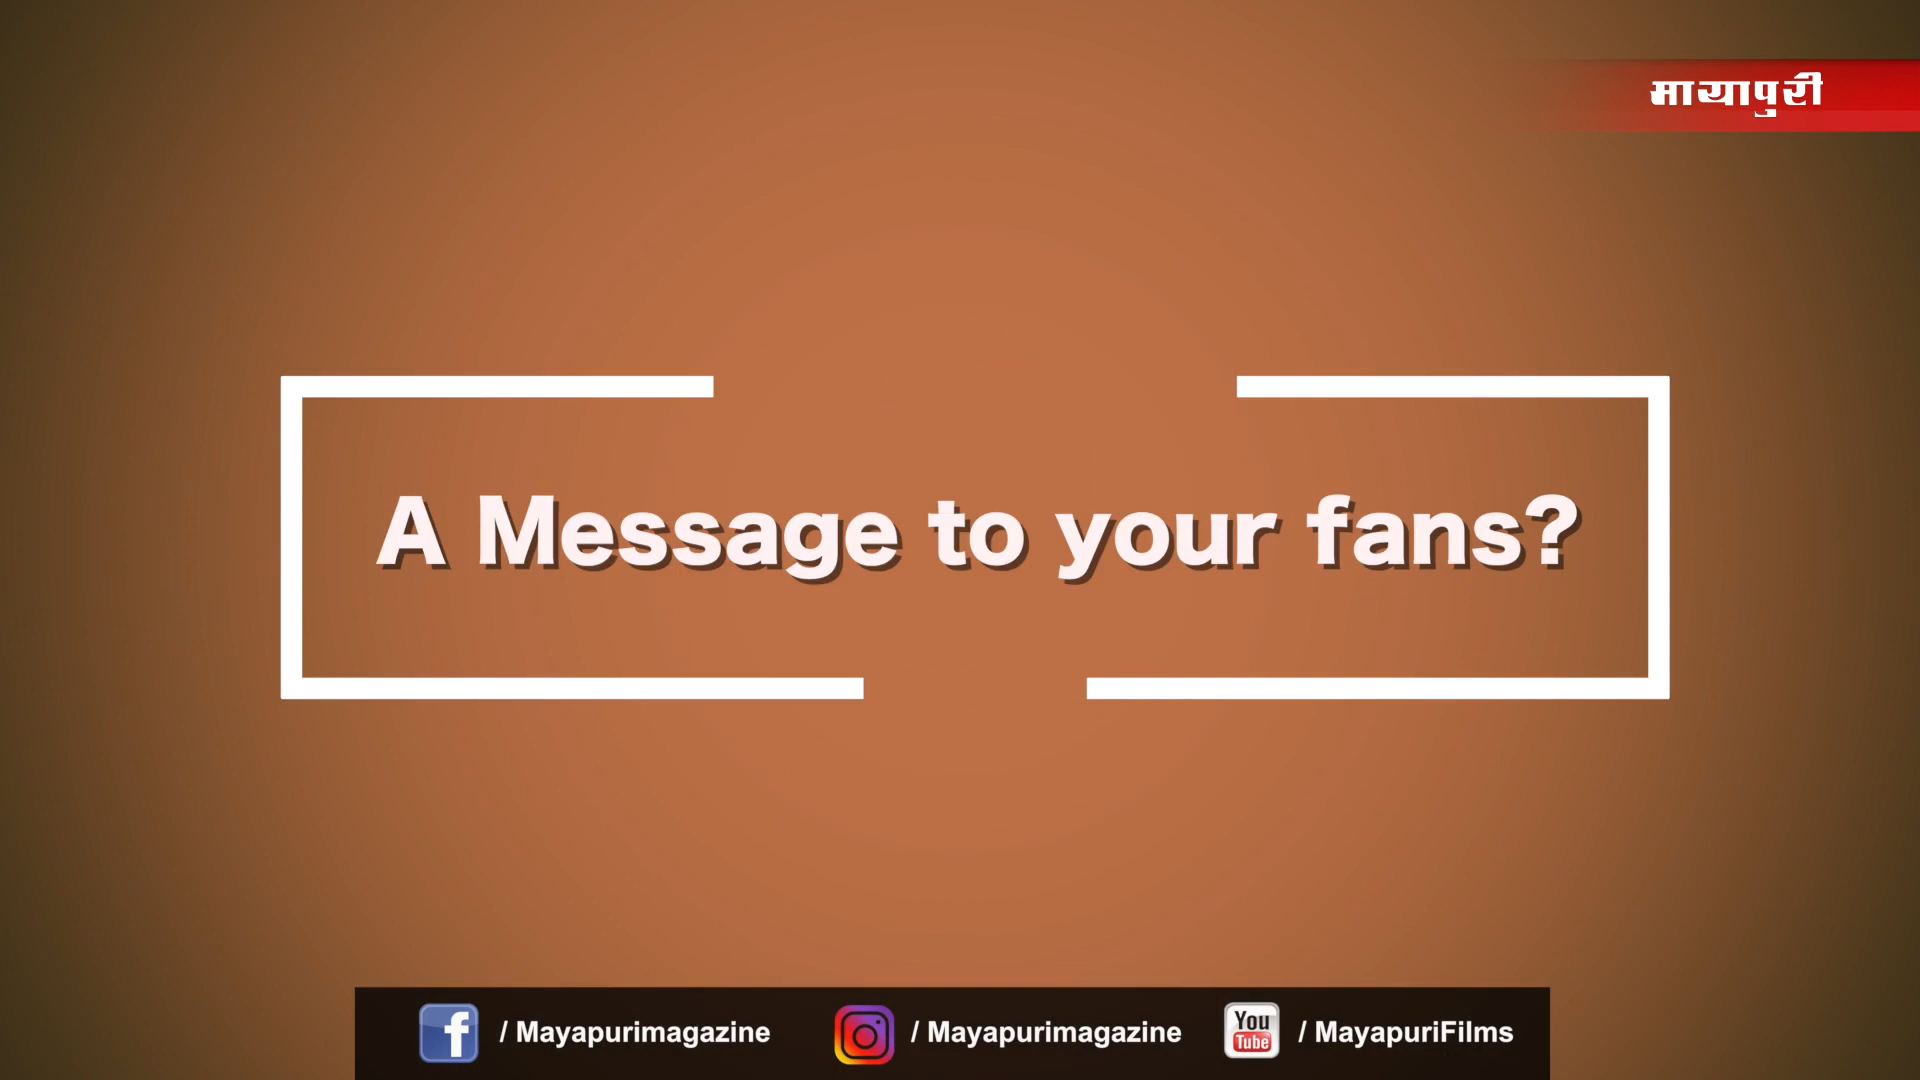 मायापुरी
A Message to your fans?
/ Mayapurimagazine / Mayapurimagazine You Tube / MayapuriFilms